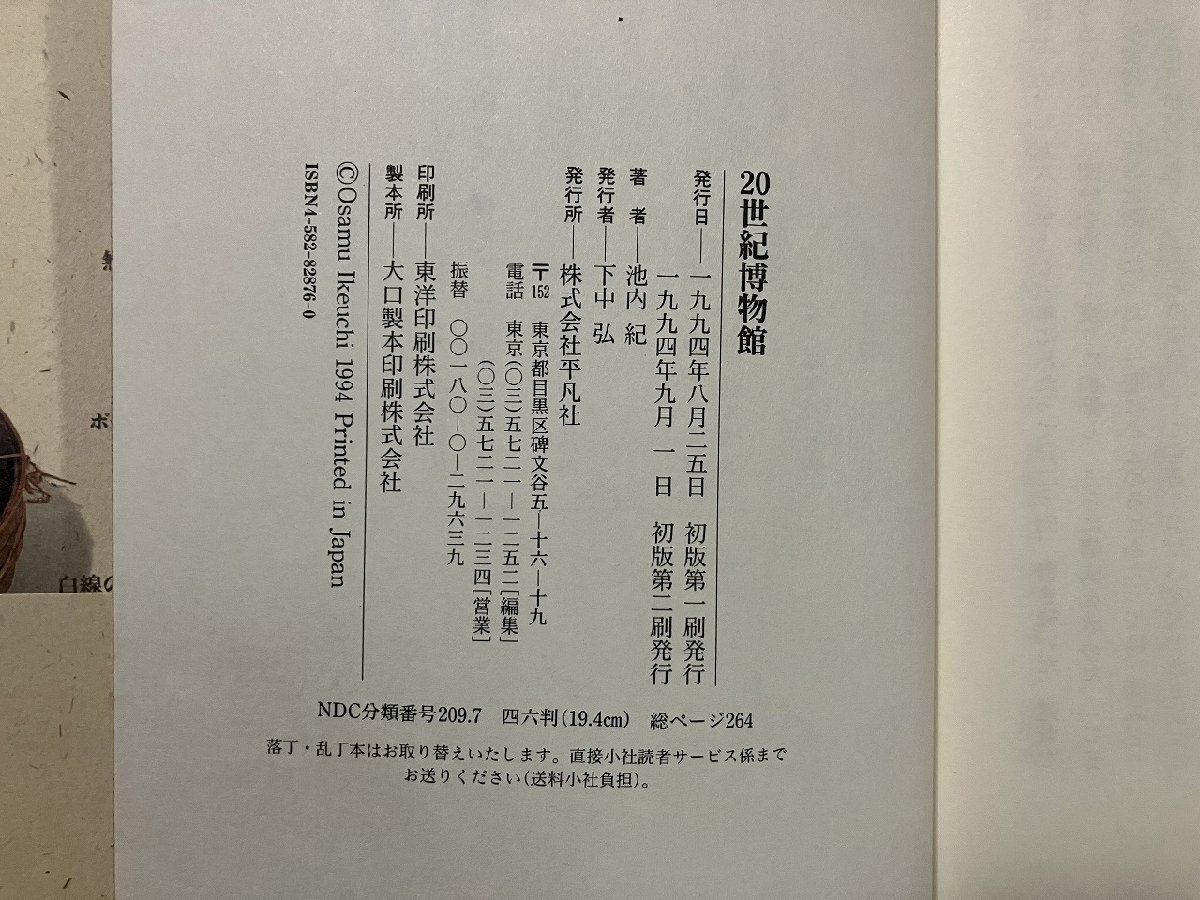 20世紀博物館
発行日――一九九四年八月二五日 初版第一刷発行
一九九四年九月 一日 初版第二刷発行
著 者――池内 紀
発行者――下中 弘
発行所――株式会社平凡社
〒152 東京都目黒区碑文谷五―十六―十九
電話 東京(〇三)五七二一―一二五二[編集]
(〇三)五七二一―一二三四[営業]
振替 〇〇一八〇―〇―二九六三九
印刷所――東洋印刷株式会社
製本所――大口製本印刷株式会社
©Osamu Ikeuchi 1994 Printed in Japan
ISBN4-582-82876-0
NDC分類番号209.7 四六判(19.4cm) 総ページ264
落丁・乱丁本はお取り替えいたします。直接小社読者サービス係まで
お送りください(送料小社負担)。
ボ
白線の